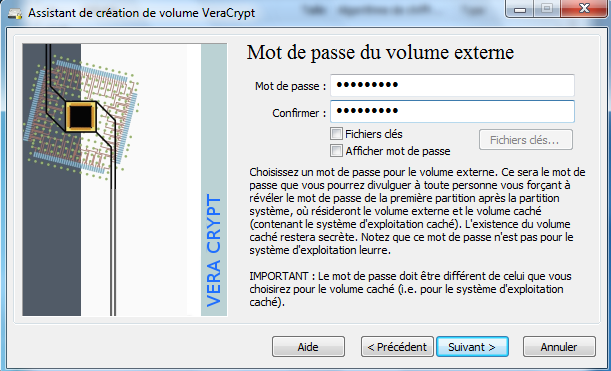 Assistant de création de volume VeraCrypt
Mot de passe du volume externe
Mot de passe : •••••••••
Confirmer : •••••••••
Fichiers clés
Fichiers clés...
Afficher mot de passe
Choisissez un mot de passe pour le volume externe. Ce sera le mot de
passe que vous pourrez divulguer à toute personne vous forçant à
révéler le mot de passe de la première partition après la partition
système, où résideront le volume externe et le volume caché
(contenant le système d'exploitation caché). L'existence du volume
caché restera secrète. Notez que ce mot de passe n'est pas pour le
système d'exploitation leurre.
IMPORTANT : Le mot de passe doit être différent de celui que vous
choisirez pour le volume caché (i.e. pour le système d'exploitation
caché).
VERA CRYPT
Aide
< Précédent
Suivant >
Annuler